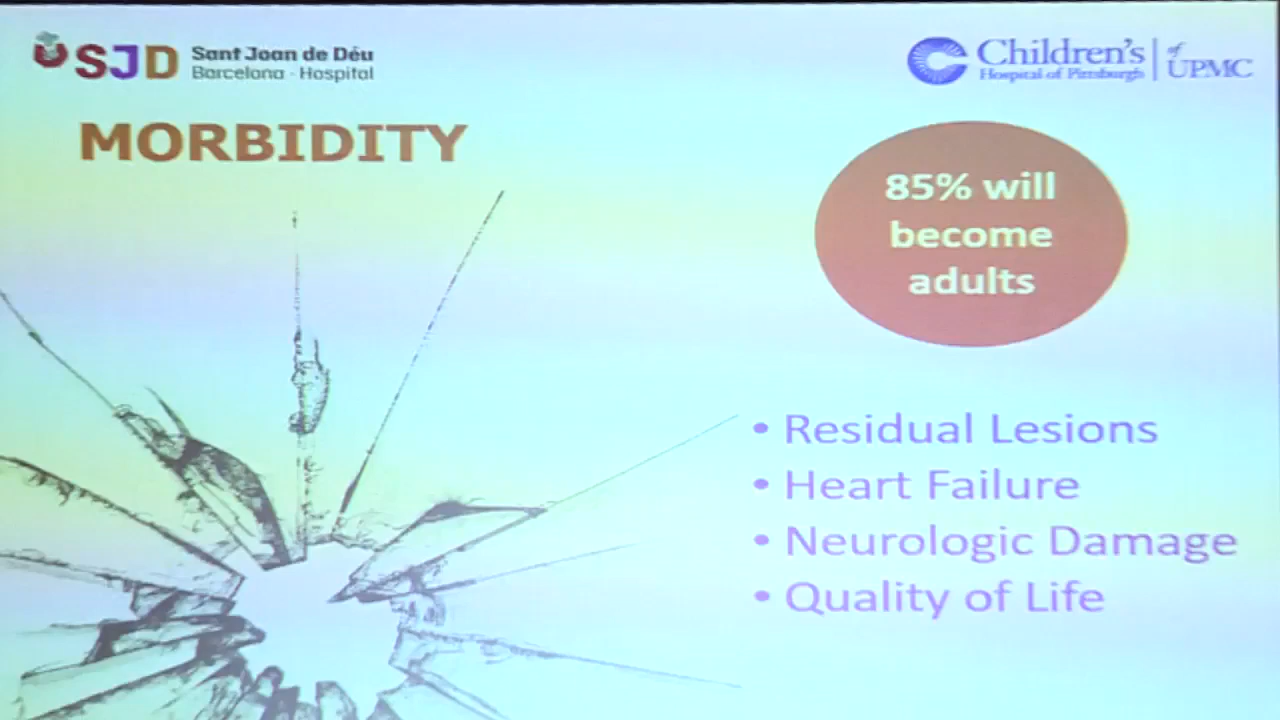 SJD
Sant Joan de Déu
Barcelona · Hospital
Children's
Hospital of Pittsburgh
of
UPMC
MORBIDITY
85% will
become
adults
• Residual Lesions
• Heart Failure
• Neurologic Damage
• Quality of Life